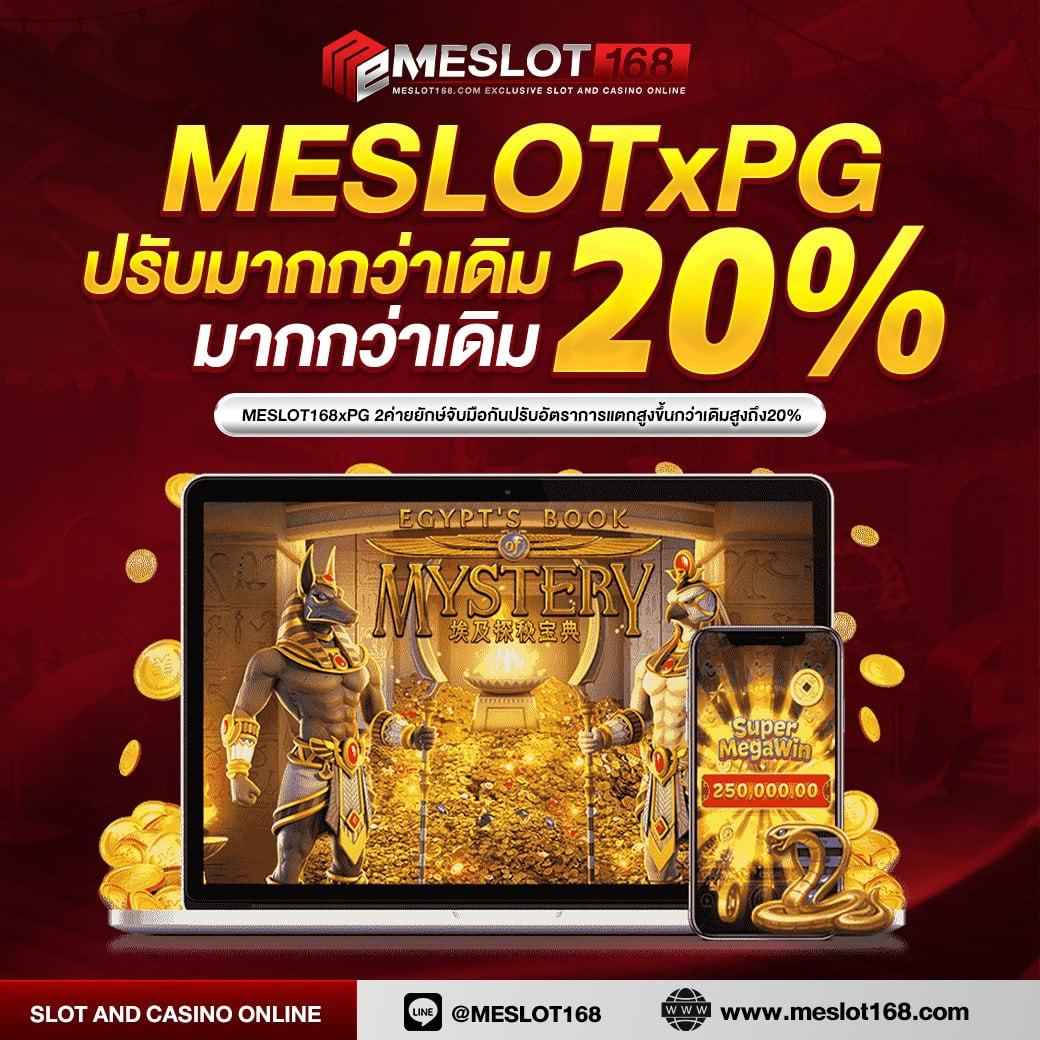 MESLOT 168
MESLOT168.COM EXCLUSIVE SLOT AND CASINO ONLINE
MESLOTxPG
ปรับมากกว่าเดิม
มากกว่าเดิม
20%
MESLOT168xPG 2ค่ายยักษ์จับมือกันปรับอัตราการแตกสูงขึ้นกว่าเดิมสูงถึง20%
EGYPT'S BOOK
of
MYSTERY
埃及探秘宝典
Super
MegaWin
250,000.00
SLOT AND CASINO ONLINE
LINE @MESLOT168
WWW www.meslot168.com